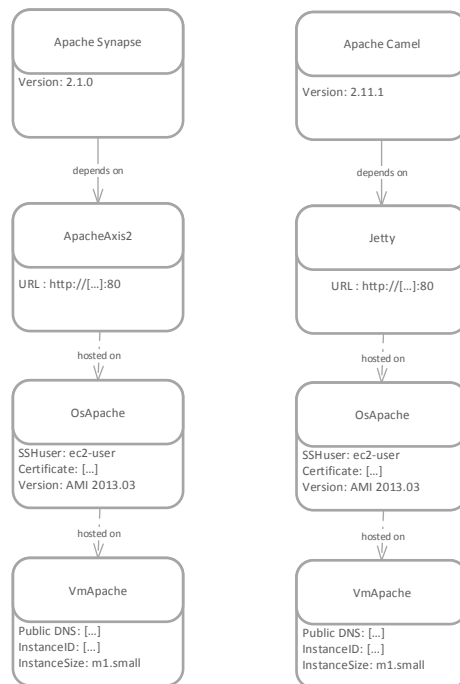 Apache Synapse
Version: 2.1.0
depends on
ApacheAxis2
URL : http://[...]:80
hosted on
OsApache
SSHuser: ec2-user
Certificate: [...]
Version: AMI 2013.03
hosted on
VmApache
Public DNS: [...]
InstanceID: [...]
InstanceSize: m1.small
Apache Camel
Version: 2.11.1
depends on
Jetty
URL : http://[...]:80
hosted on
OsApache
SSHuser: ec2-user
Certificate: [...]
Version: AMI 2013.03
hosted on
VmApache
Public DNS: [...]
InstanceID: [...]
InstanceSize: m1.small